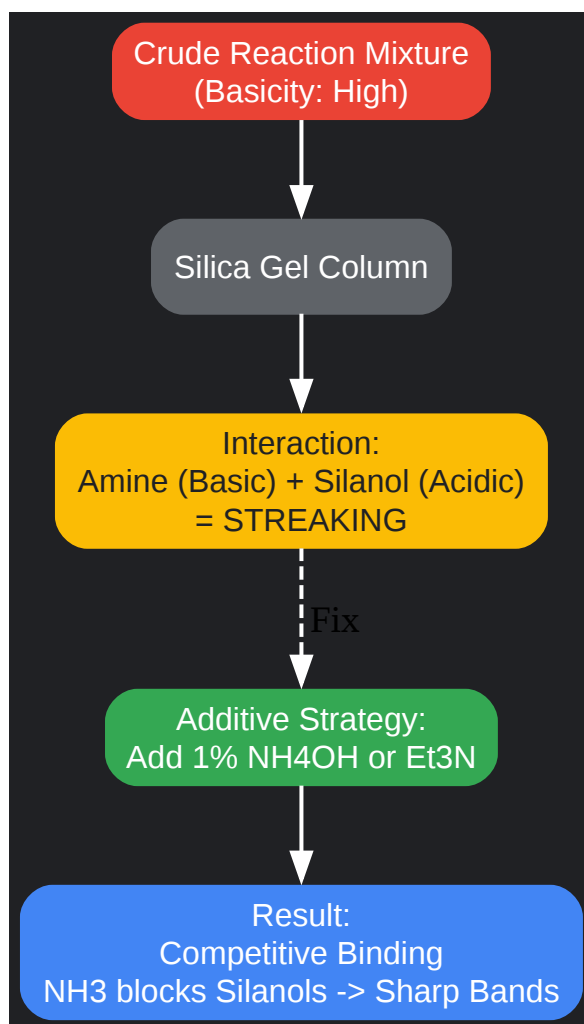 Crude Reaction Mixture
(Basicity: High)
Silica Gel Column
Interaction:
Amine (Basic) + Silanol (Acidic)
= STREAKING
Fix
Additive Strategy:
Add 1% NH4OH or Et3N
Result:
Competitive Binding
NH3 blocks Silanols -> Sharp Bands